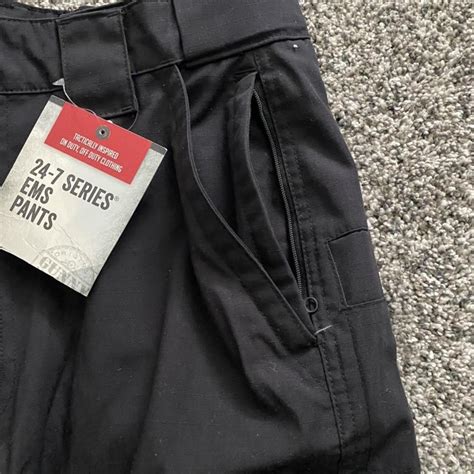 TACTICALLY INSPIRED
ON DUTY, OFF DUTY CLOTHING
24-7 SERIES®
EMS
PANTS